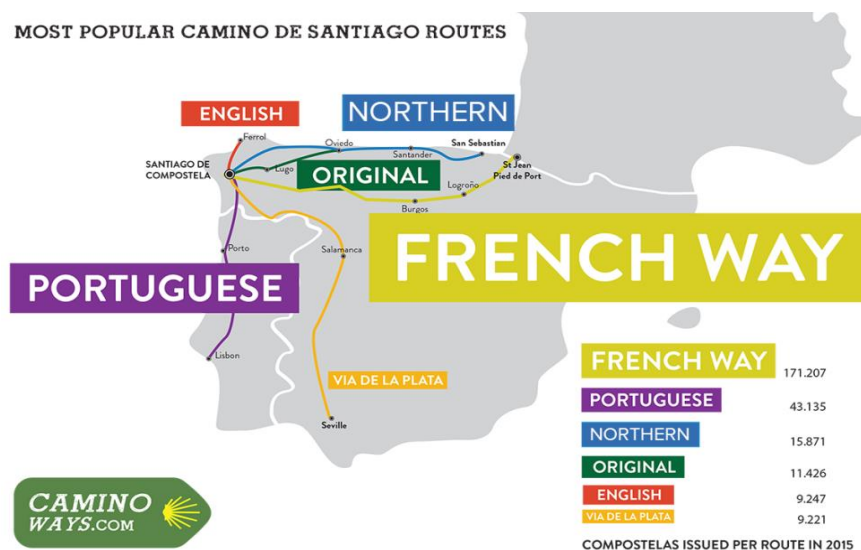 MOST POPULAR CAMINO DE SANTIAGO ROUTES
ENGLISH
NORTHERN
Ferrol
Oviedo
Santander
San Sebastian
SANTIAGO DE
COMPOSTELA
Lugo
ORIGINAL
St Jean
Pied de Port
Logroño
Burgos
FRENCH WAY
Porto
Salamanca
PORTUGUESE
Lisbon
VIA DE LA PLATA
Seville
FRENCH WAY 171.207
PORTUGUESE 43.135
NORTHERN 15.871
ORIGINAL 11.426
ENGLISH 9.247
VIA DE LA PLATA 9.221
COMPOSTELAS ISSUED PER ROUTE IN 2015
CAMINO
WAYS.COM